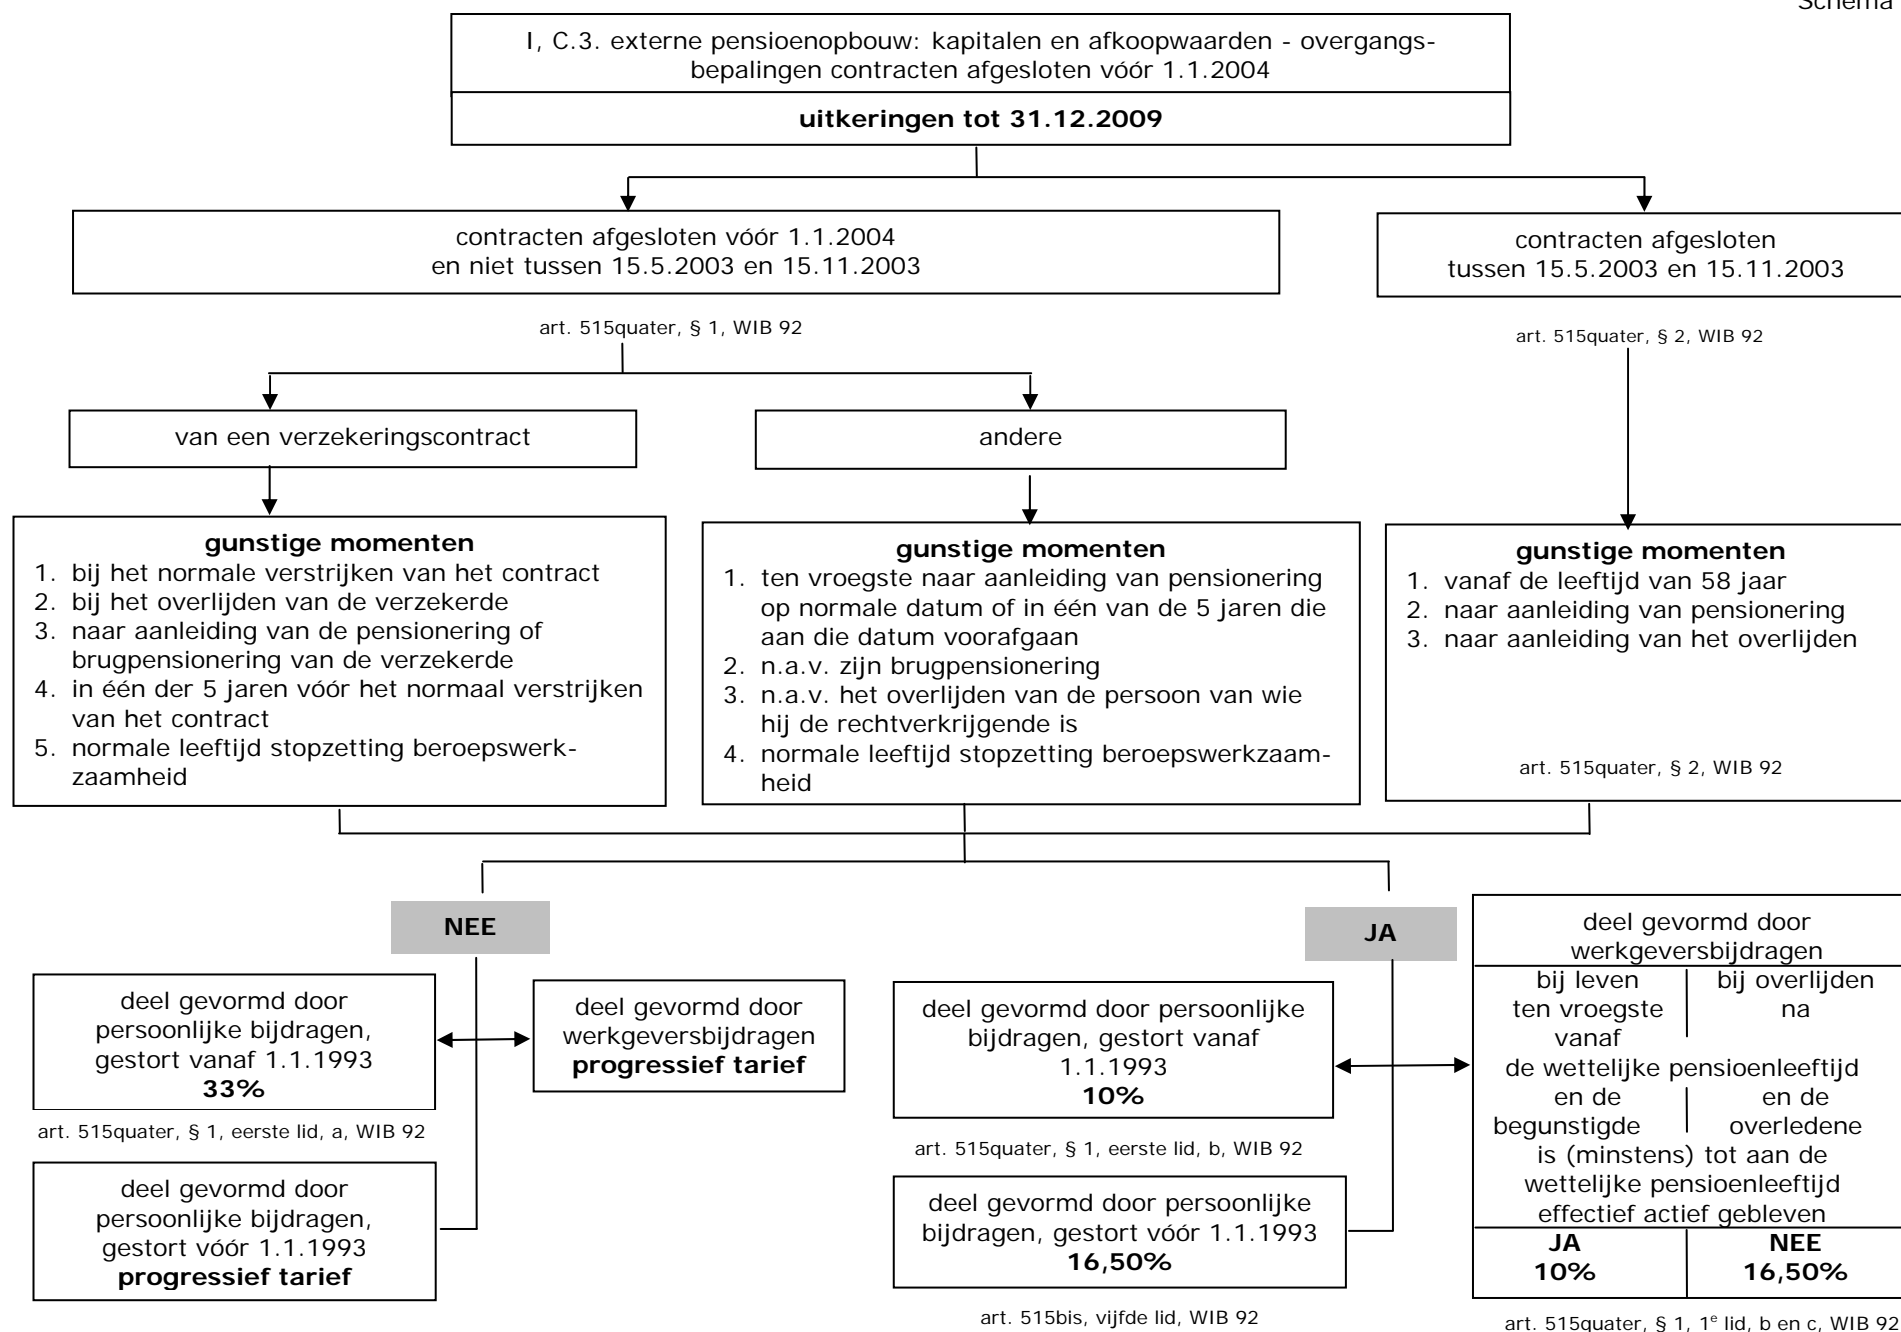 Schema
I, C.3. externe pensioenopbouw: kapitalen en afkoopwaarden - overgangs-
bepalingen contracten afgesloten vóór 1.1.2004
uitkeringen tot 31.12.2009
contracten afgesloten vóór 1.1.2004
en niet tussen 15.5.2003 en 15.11.2003
contracten afgesloten
tussen 15.5.2003 en 15.11.2003
art. 515quater, § 1, WIB 92
art. 515quater, § 2, WIB 92
van een verzekeringscontract
andere
gunstige momenten
1. bij het normale verstrijken van het contract
2. bij het overlijden van de verzekerde
3. naar aanleiding van de pensionering of
brugpensionering van de verzekerde
4. in één der 5 jaren vóór het normaal verstrijken
van het contract
5. normale leeftijd stopzetting beroepswerk-
zaamheid
gunstige momenten
1. ten vroegste naar aanleiding van pensionering
op normale datum of in één van de 5 jaren die
aan die datum voorafgaan
2. n.a.v. zijn brugpensionering
3. n.a.v. het overlijden van de persoon van wie
hij de rechtverkrijgende is
4. normale leeftijd stopzetting beroepswerkzaam-
heid
gunstige momenten
1. vanaf de leeftijd van 58 jaar
2. naar aanleiding van pensionering
3. naar aanleiding van het overlijden
art. 515quater, § 2, WIB 92
NEE
JA
deel gevormd door
persoonlijke bijdragen,
gestort vanaf 1.1.1993
33%
art. 515quater, § 1, eerste lid, a, WIB 92
deel gevormd door
werkgeversbijdragen
progressief tarief
deel gevormd door
persoonlijke bijdragen,
gestort vóór 1.1.1993
progressief tarief
deel gevormd door persoonlijke
bijdragen, gestort vanaf
1.1.1993
10%
art. 515quater, § 1, eerste lid, b, WIB 92
deel gevormd door persoonlijke
bijdragen, gestort vóór 1.1.1993
16,50%
art. 515bis, vijfde lid, WIB 92
deel gevormd door
werkgeversbijdragen
bij leven bij overlijden
ten vroegste na
vanaf
de wettelijke pensioenleeftijd
en de en de
begunstigde overledene
is (minstens) tot aan de
wettelijke pensioenleeftijd
effectief actief gebleven
JA NEE
10% 16,50%
art. 515quater, § 1, 1e lid, b en c, WIB 92